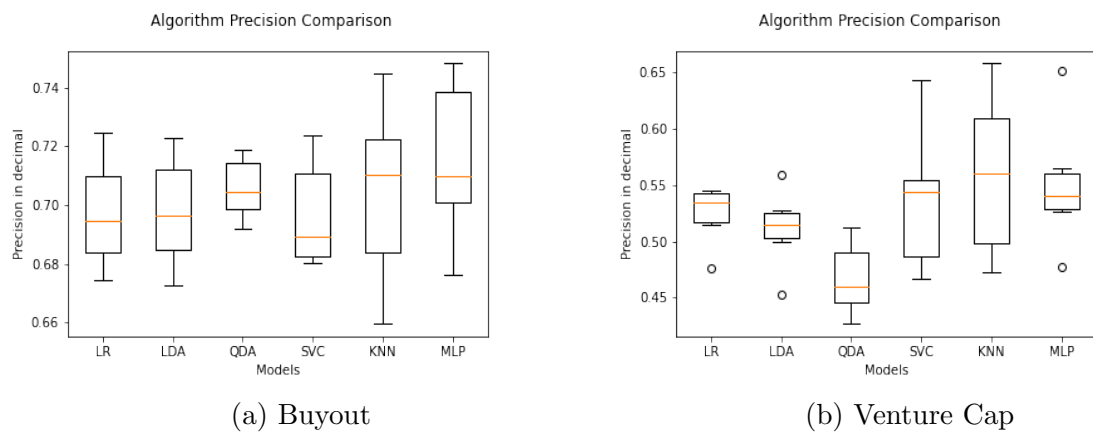 Algorithm Precision Comparison
Precision in decimal
0.74
0.72
0.70
0.68
0.66
LR LDA QDA SVC KNN MLP
Models
(a) Buyout
Algorithm Precision Comparison
Precision in decimal
0.65
0.60
0.55
0.50
0.45
LR LDA QDA SVC KNN MLP
Models
(b) Venture Cap